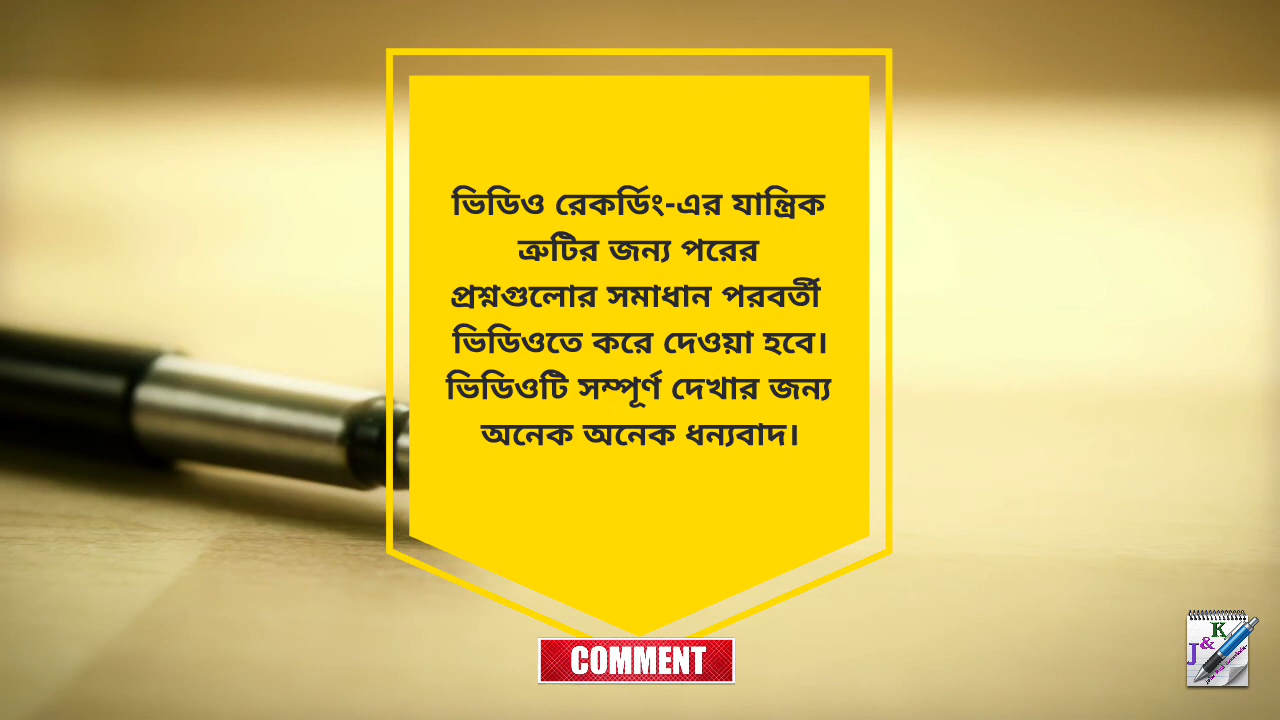 ভিডিও রেকর্ডিং-এর যান্ত্রিক
ত্রুটির জন্য পরের
প্রশ্নগুলোর সমাধান পরবর্তী
ভিডিওতে করে দেওয়া হবে।
ভিডিওটি সম্পূর্ণ দেখার জন্য
অনেক অনেক ধন্যবাদ।
COMMENT
J & K